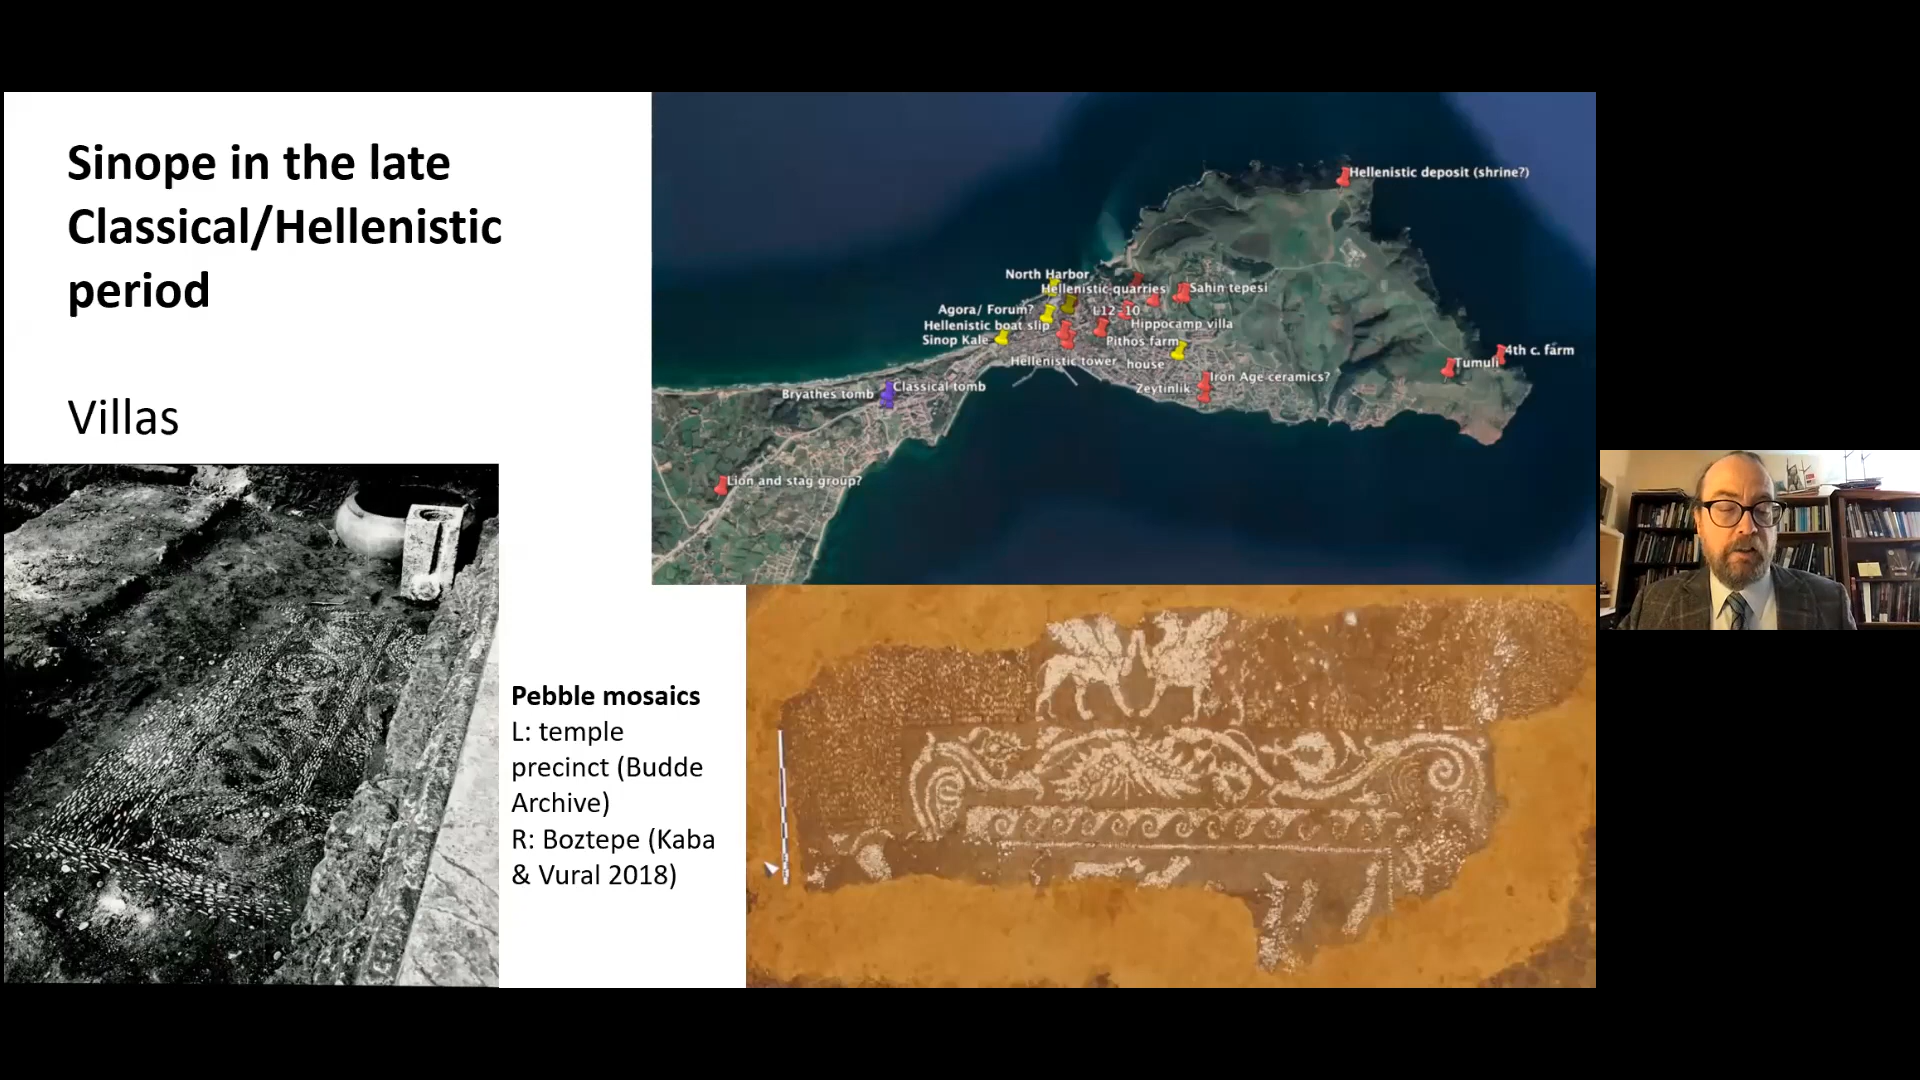 Sinope in the late
Classical/Hellenistic
period
Villas
Hellenistic deposit (shrine?)
North Harbor
Hellenistic quarries
Sahin tepesi
Agora/ Forum?
L12-10
Hellenistic boat slip
Hippocamp villa
Sinop Kale
Pithos farm
house
Hellenistic tower
4th c. farm
Tumuli
Iron Age ceramics?
Zeytinlik
Bryathes tomb
Classical tomb
Lion and stag group?
Pebble mosaics
L: temple
precinct (Budde
Archive)
R: Boztepe (Kaba
& Vural 2018)